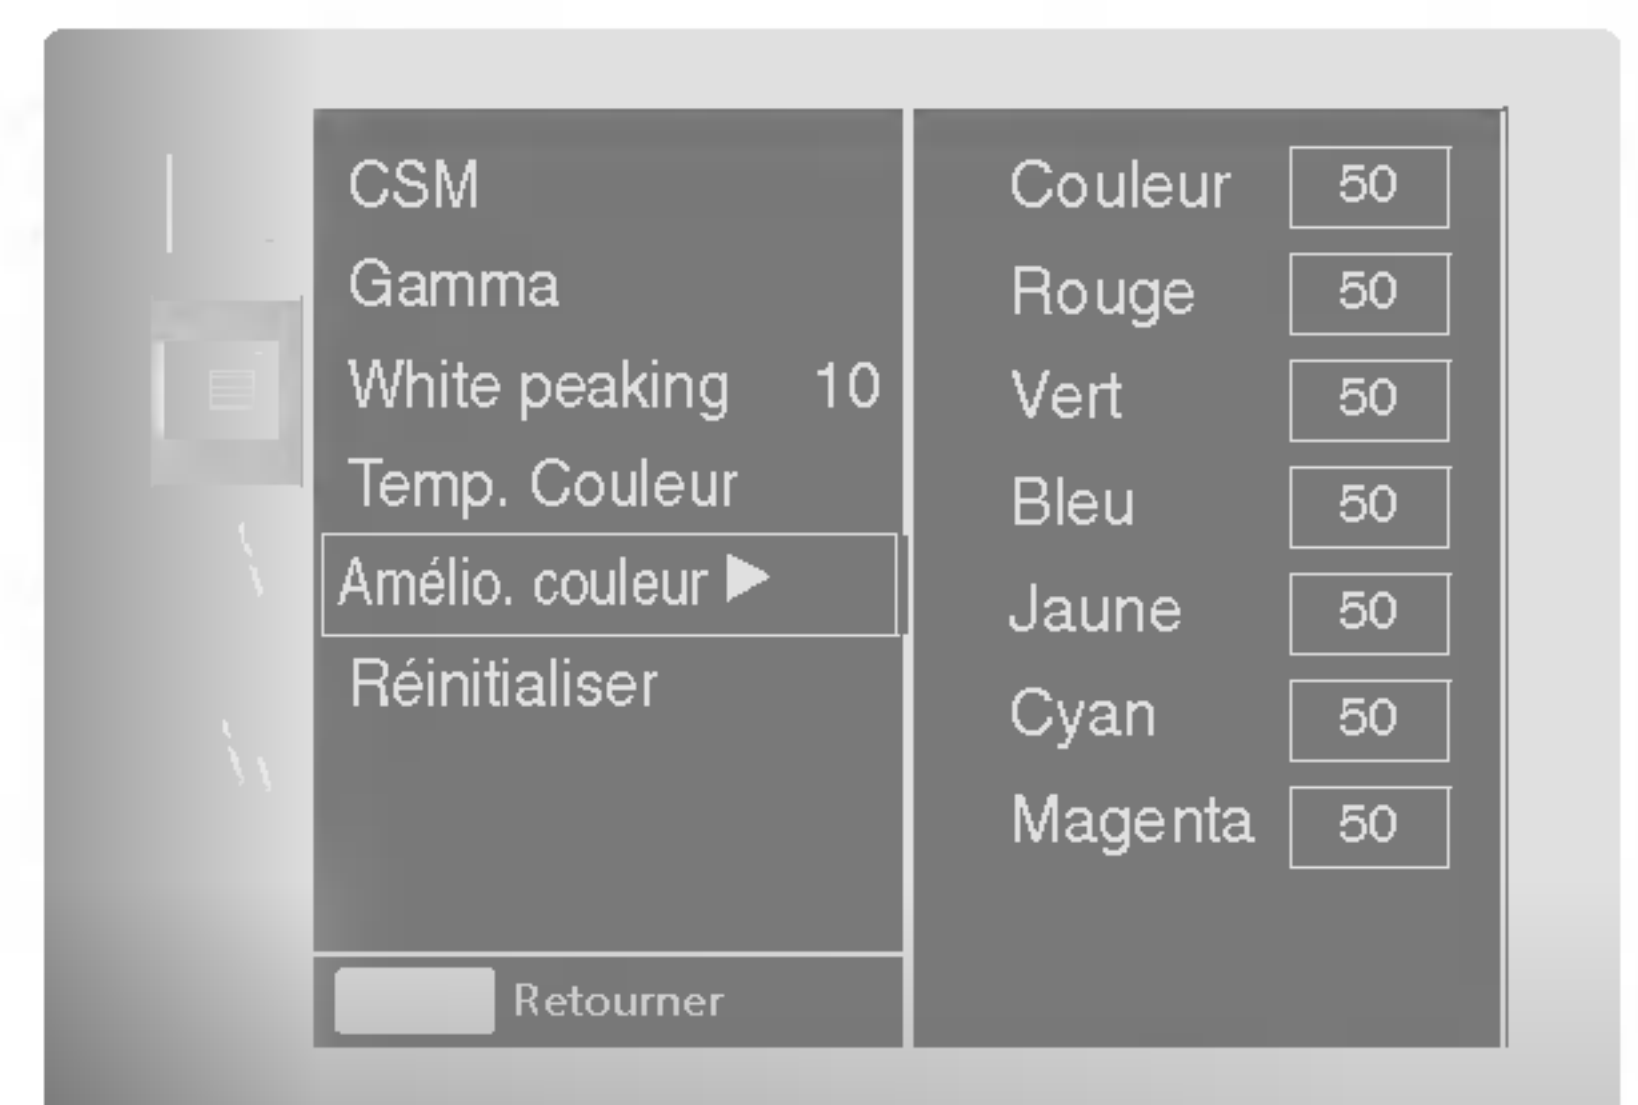 CSM
Gamma
White peaking 10
Temp. Couleur
Amélio. couleur ▶
Réinitialiser
Retourner
Couleur 50
Rouge 50
Vert 50
Bleu 50
Jaune 50
Cyan 50
Magenta 50